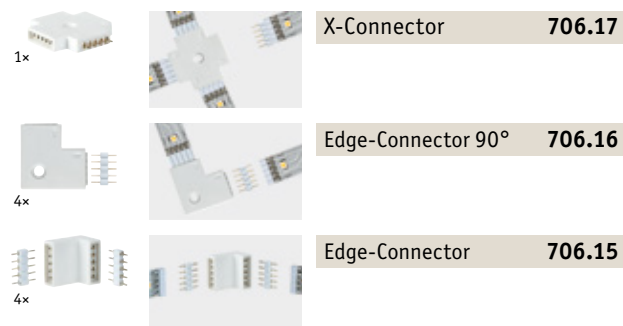 X-Connector 706.17
1×
Edge-Connector 90° 706.16
4×
Edge-Connector 706.15
4×